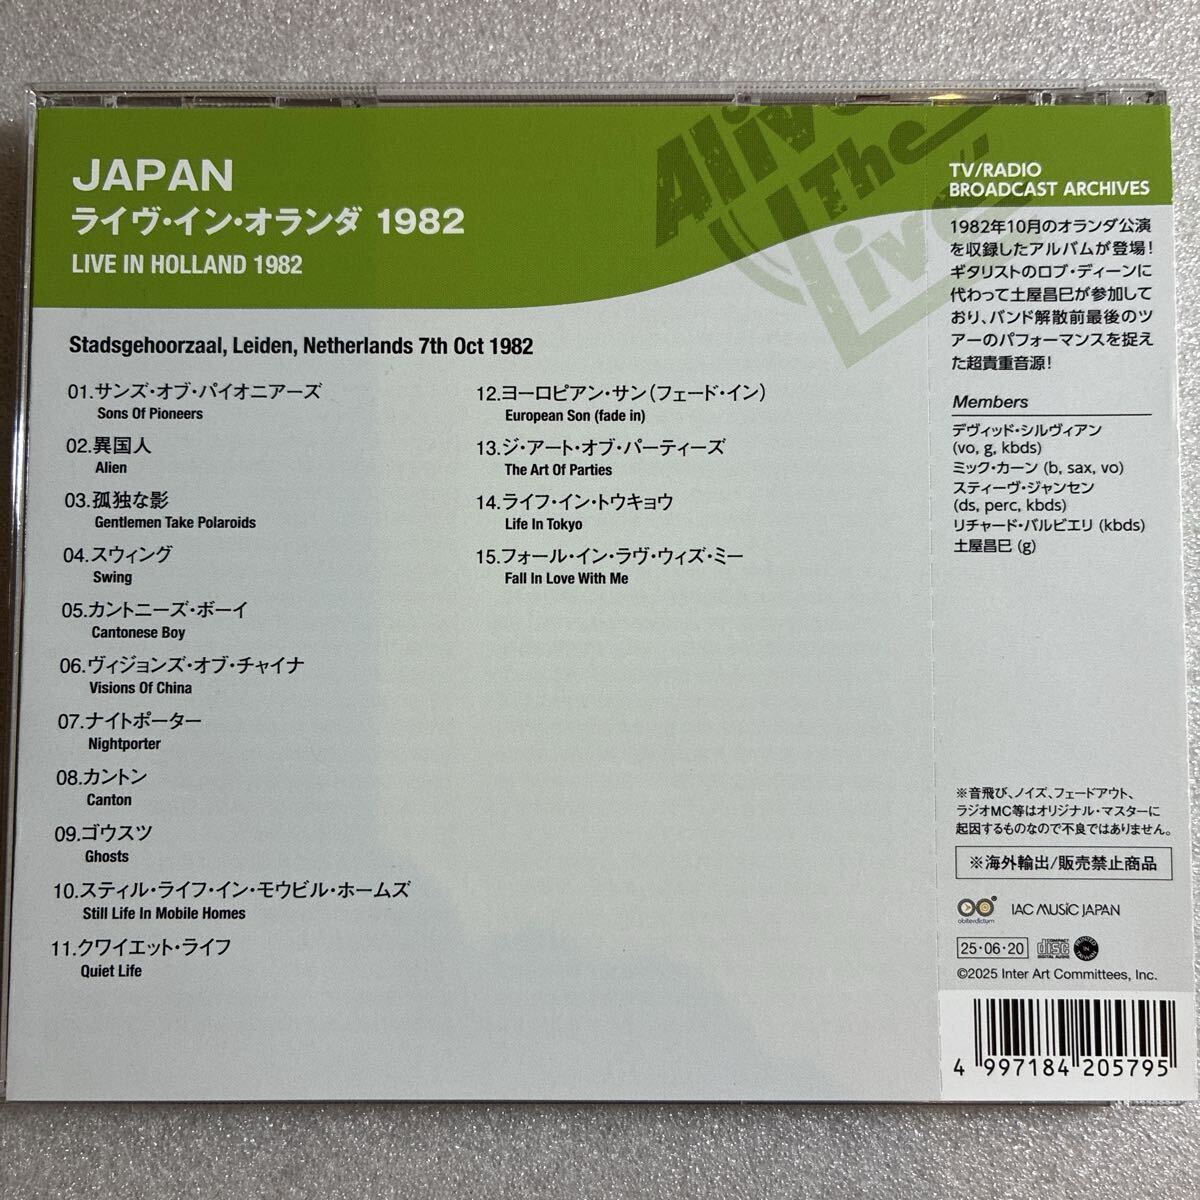 JAPAN
ライヴ・イン・オランダ 1982
LIVE IN HOLLAND 1982
Alive
The
Live
Stadsgehoorzaal, Leiden, Netherlands 7th Oct 1982
01.サンズ・オブ・パイオニアーズ
Sons Of Pioneers
02.異国人
Alien
03.孤独な影
Gentlemen Take Polaroids
04.スウィング
Swing
05.カントニーズ・ボーイ
Cantonese Boy
06.ヴィジョンズ・オブ・チャイナ
Visions Of China
07.ナイトポーター
Nightporter
08.カントン
Canton
09.ゴウスツ
Ghosts
10.スティル・ライフ・イン・モウビル・ホームズ
Still Life In Mobile Homes
11.クワイエット・ライフ
Quiet Life
12.ヨーロピアン・サン(フェード・イン)
European Son (fade in)
13.ジ・アート・オブ・パーティーズ
The Art Of Parties
14.ライフ・イン・トウキョウ
Life In Tokyo
15.フォール・イン・ラヴ・ウィズ・ミー
Fall In Love With Me
TV/RADIO
BROADCAST ARCHIVES
1982年10月のオランダ公演
を収録したアルバムが登場!
ギタリストのロブ・ディーンに
代わって土屋昌巳が参加して
おり、バンド解散前最後のツ
アーのパフォーマンスを捉え
た超貴重音源!
Members
デヴィッド・シルヴィアン
(vo, g, kbds)
ミック・カーン (b, sax, vo)
スティーヴ・ジャンセン
(ds, perc, kbds)
リチャード・バルビエリ (kbds)
土屋昌巳 (g)
※音飛び、ノイズ、フェードアウト、
ラジオMC等はオリジナル・マスターに
起因するものなので不良ではありません。
※海外輸出/販売禁止商品
obiterdictum
IAC MUSIC JAPAN
25・06・20
COMPACT
disc
DIGITAL AUDIO
©2025 Inter Art Committees, Inc.
4 997184 205795